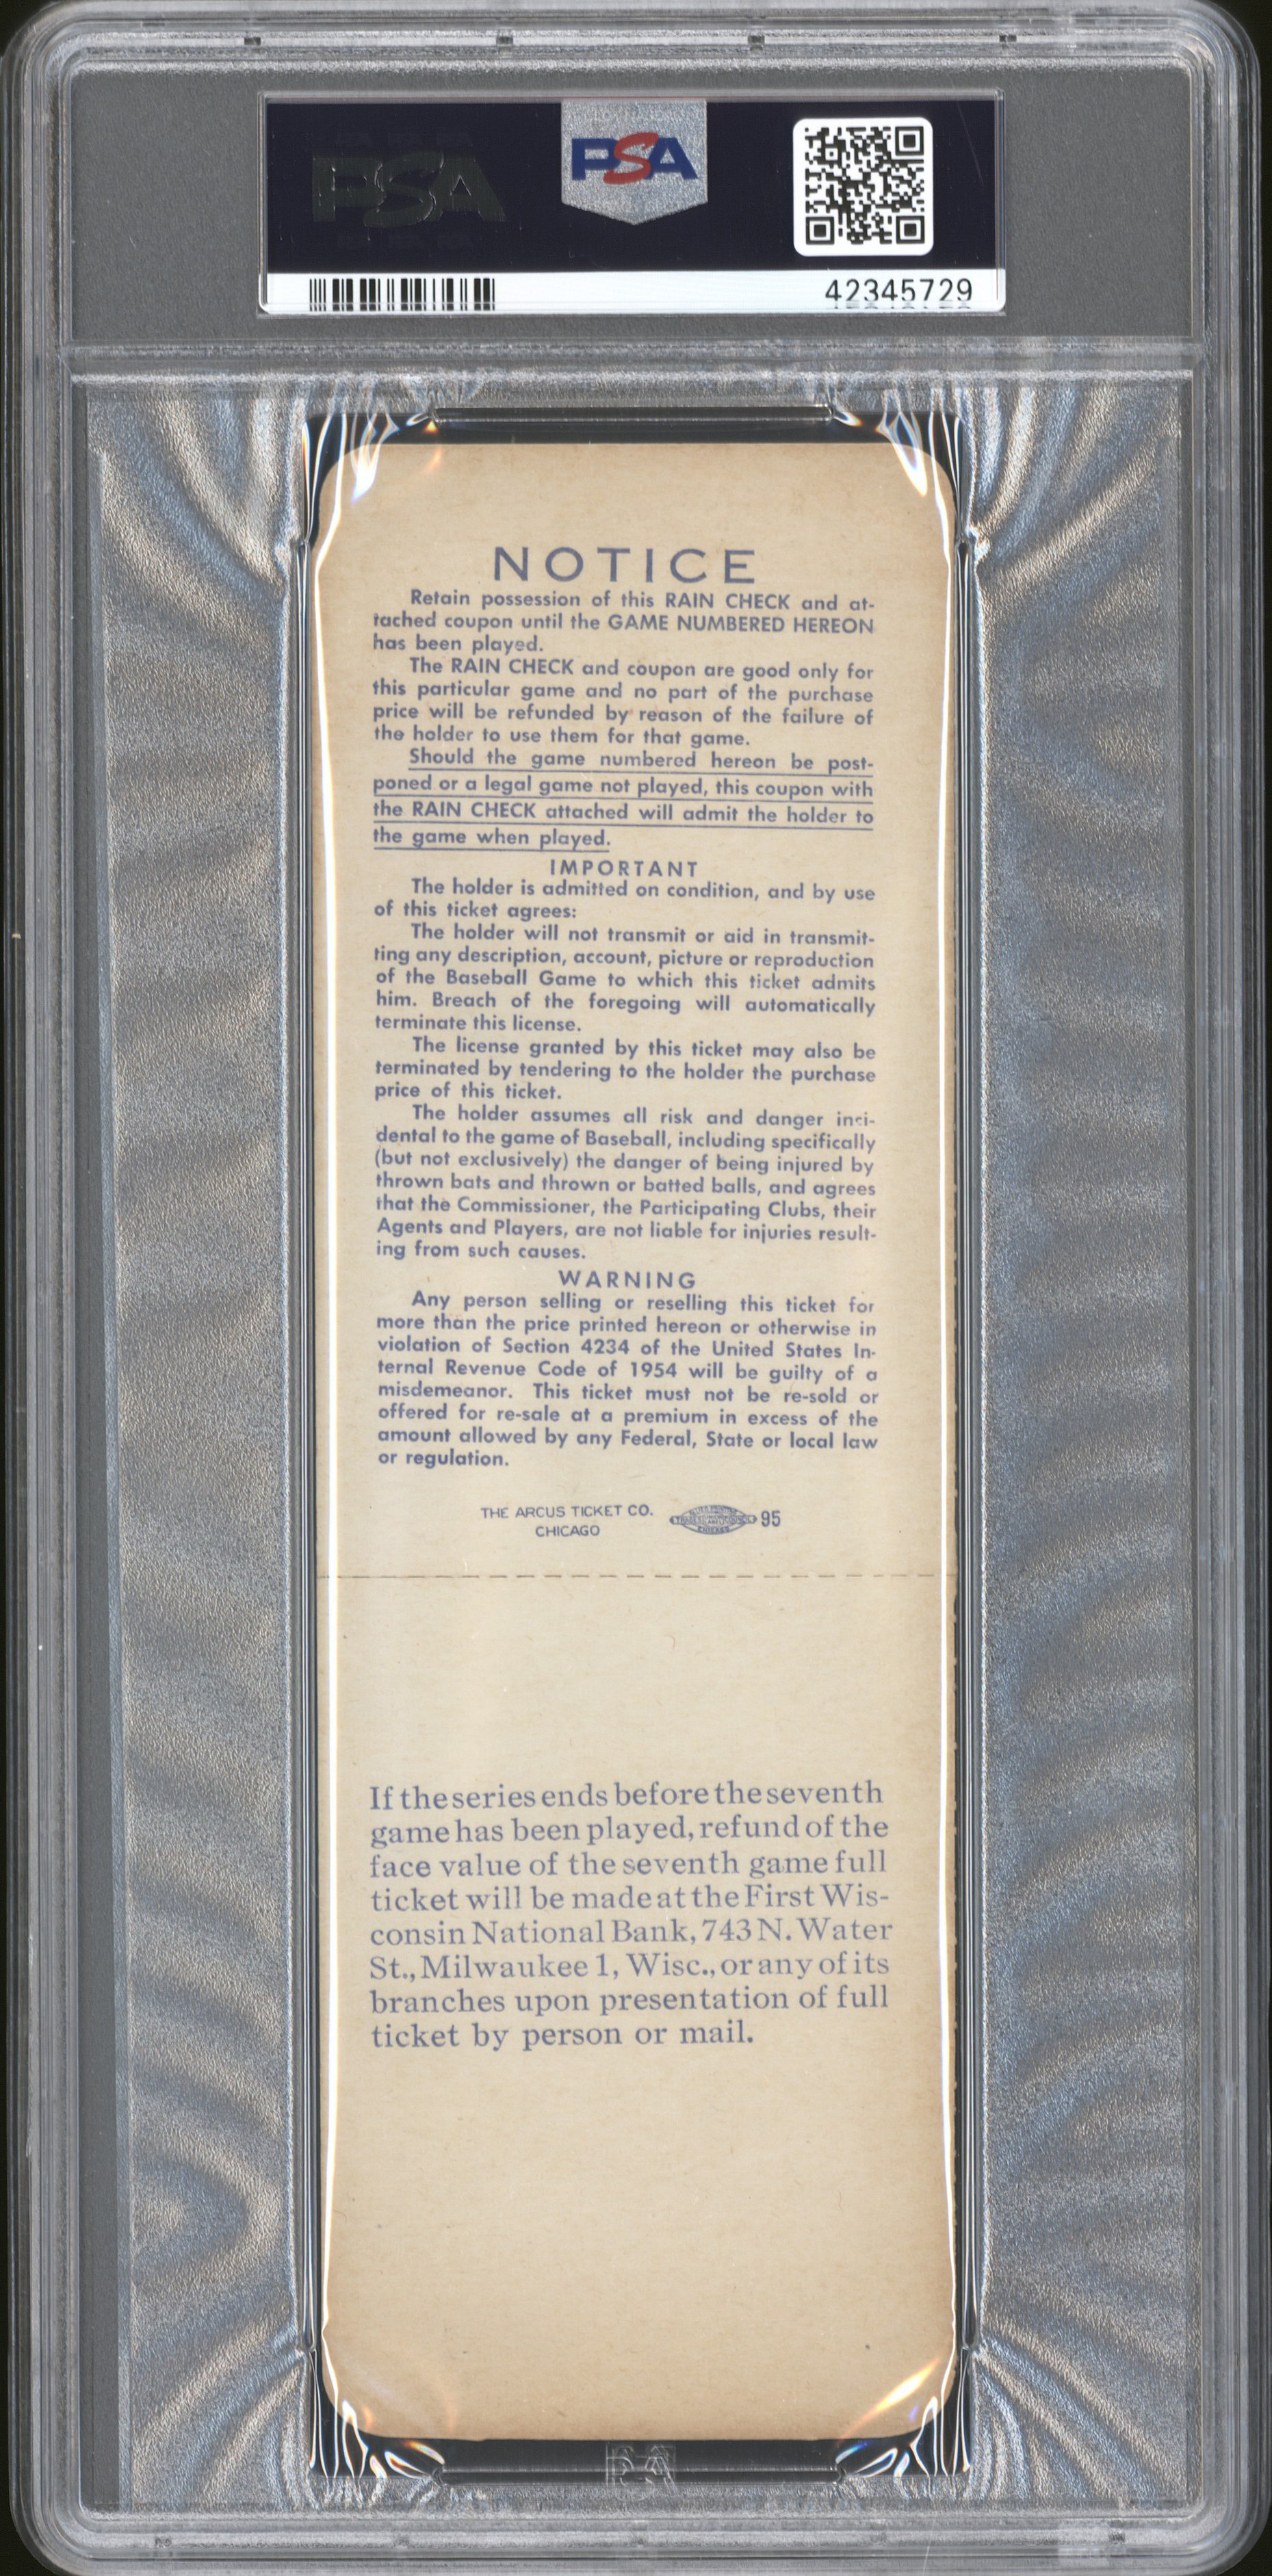 PSA
PSA
42345729
NOTICE
Retain possession of this RAIN CHECK and at-
tached coupon until the GAME NUMBERED HEREON
has been played.
The RAIN CHECK and coupon are good only for
this particular game and no part of the purchase
price will be refunded by reason of the failure of
the holder to use them for that game.
Should the game numbered hereon be post-
poned or a legal game not played, this coupon with
the RAIN CHECK attached will admit the holder to
the game when played.
IMPORTANT
The holder is admitted on condition, and by use
of this ticket agrees:
The holder will not transmit or aid in transmit-
ting any description, account, picture or reproduction
of the Baseball Game to which this ticket admits
him. Breach of the foregoing will automatically
terminate this license.
The license granted by this ticket may also be
terminated by tendering to the holder the purchase
price of this ticket.
The holder assumes all risk and danger inci-
dental to the game of Baseball, including specifically
(but not exclusively) the danger of being injured by
thrown bats and thrown or batted balls, and agrees
that the Commissioner, the Participating Clubs, their
Agents and Players, are not liable for injuries result-
ing from such causes.
WARNING
Any person selling or reselling this ticket for
more than the price printed hereon or otherwise in
violation of Section 4234 of the United States In-
ternal Revenue Code of 1954 will be guilty of a
misdemeanor. This ticket must not be re-sold or
offered for re-sale at a premium in excess of the
amount allowed by any Federal, State or local law
or regulation.
THE ARCUS TICKET CO.
CHICAGO
95
If the series ends before the seventh
game has been played, refund of the
face value of the seventh game full
ticket will be made at the First Wis-
consin National Bank, 743 N. Water
St., Milwaukee 1, Wisc., or any of its
branches upon presentation of full
ticket by person or mail.